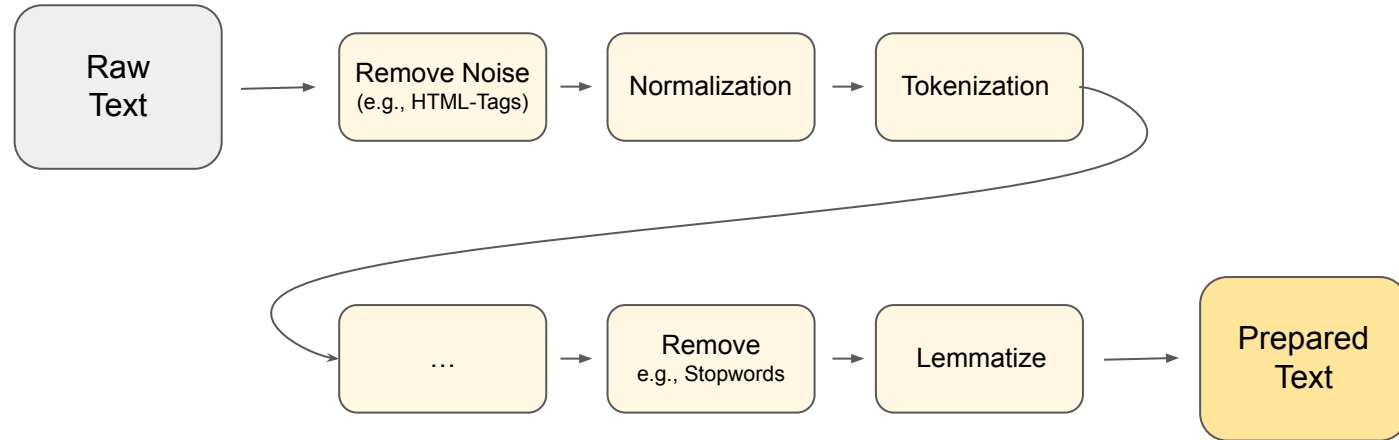 Raw
Text
Remove Noise
(e.g., HTML-Tags)
Normalization
Tokenization
…
Remove
e.g., Stopwords
Lemmatize
Prepared
Text